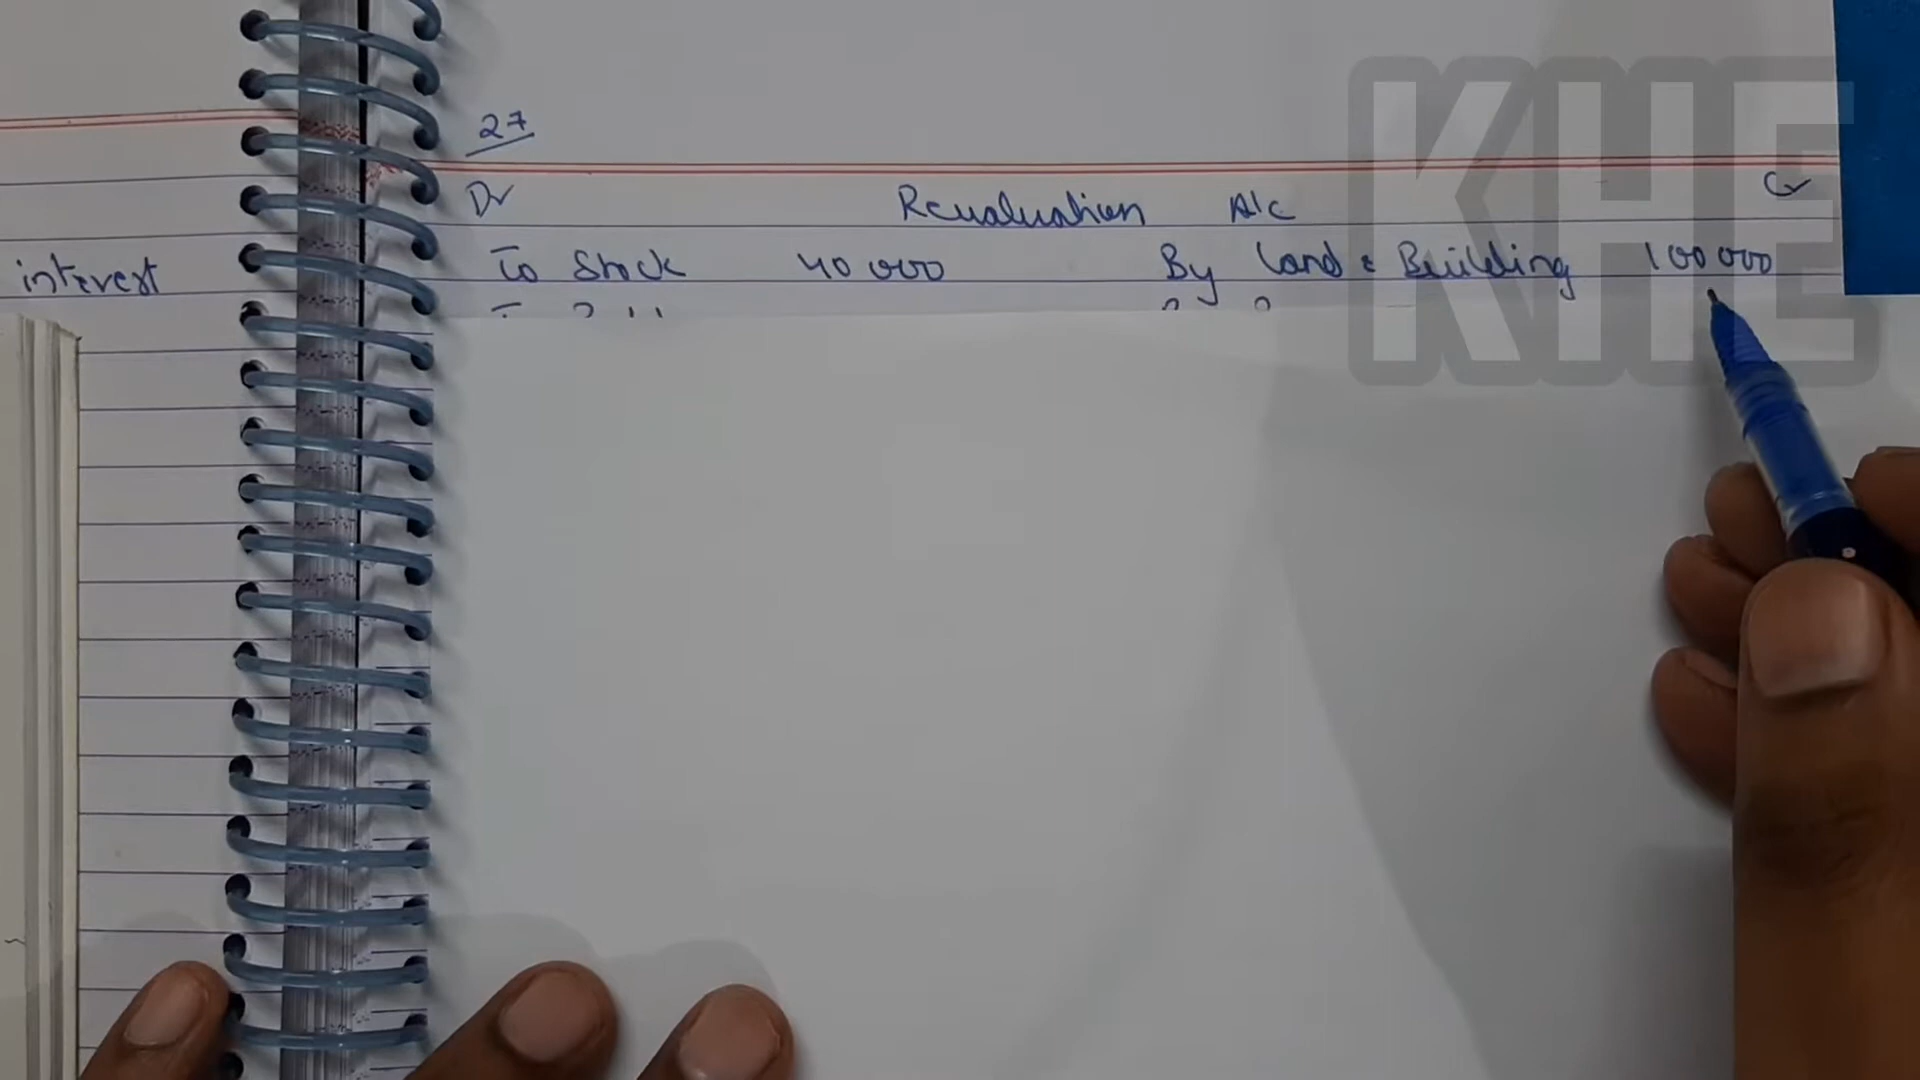 KHE
27
Dr Revaluation A/c Cr
interest
To Stock 40 000 By Land & Building 100 000